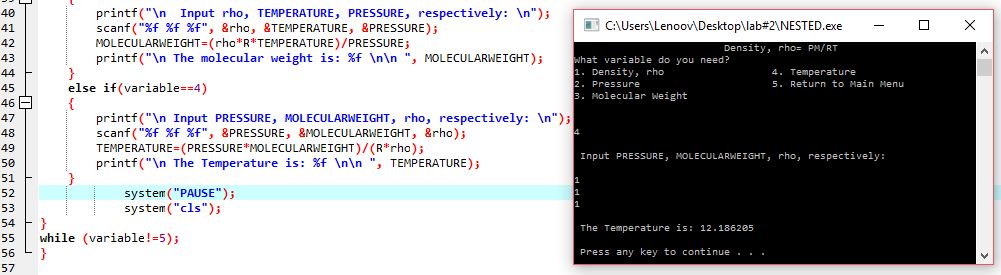 40 printf("\n  Input rho, TEMPERATURE, PRESSURE, respectively: \n");
41 scanf("%f %f %f", &rho, &TEMPERATURE, &PRESSURE);
42 MOLECULARWEIGHT=(rho*R*TEMPERATURE)/PRESSURE;
43 printf("\n The molecular weight is: %f \n\n ", MOLECULARWEIGHT);
44 }
45 else if(variable==4)
46 {
47 printf("\n Input PRESSURE, MOLECULARWEIGHT, rho, respectively: \n");
48 scanf("%f %f %f", &PRESSURE, &MOLECULARWEIGHT, &rho);
49 TEMPERATURE=(PRESSURE*MOLECULARWEIGHT)/(R*rho);
50 printf("\n The Temperature is: %f \n\n ", TEMPERATURE);
51 }
52 system("PAUSE");
53 system("cls");
54 }
55 while (variable!=5);
56 }
57
C:\Users\Lenoov\Desktop\lab#2\NESTED.exe
Density, rho= PM/RT
What variable do you need?
1. Density, rho 4. Temperature
2. Pressure 5. Return to Main Menu
3. Molecular Weight
4
Input PRESSURE, MOLECULARWEIGHT, rho, respectively:
1
1
1
The Temperature is: 12.186205
Press any key to continue . . .